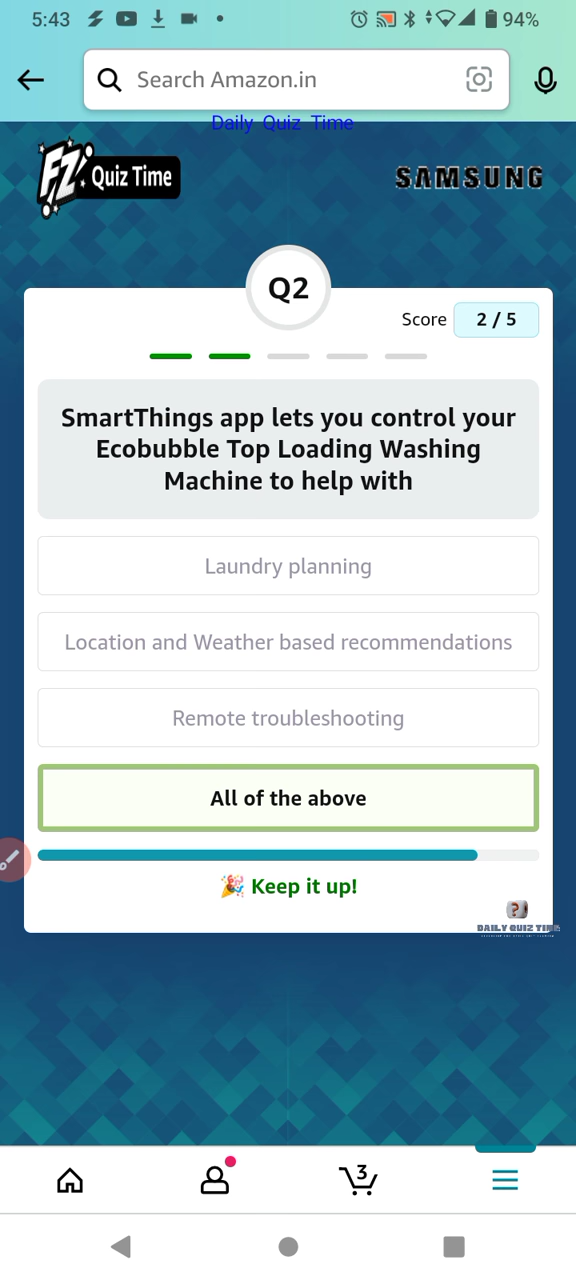 5:43
94%
Search Amazon.in
Daily Quiz Time
FZ Quiz Time
SAMSUNG
Q2
Score 2 / 5
SmartThings app lets you control your
Ecobubble Top Loading Washing
Machine to help with
Laundry planning
Location and Weather based recommendations
Remote troubleshooting
All of the above
🎉 Keep it up!
?
DAILY QUIZ TIME
3